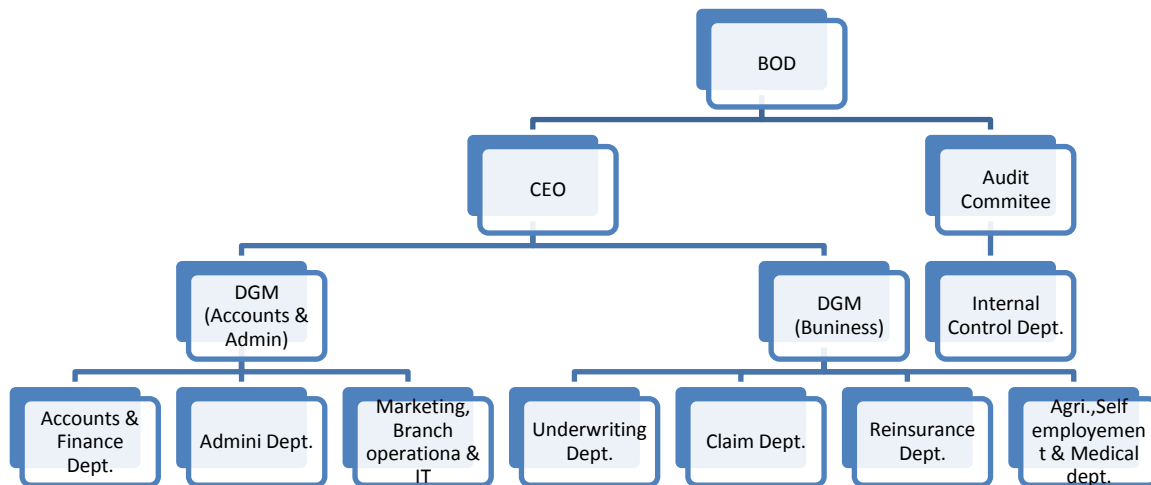 BOD
CEO
Audit
Commitee
DGM
(Accounts &
Admin)
DGM
(Buniness)
Internal
Control Dept.
Accounts &
Finance
Dept.
Admini Dept.
Marketing,
Branch
operationa &
IT
Underwriting
Dept.
Claim Dept.
Reinsurance
Dept.
Agri.,Self
employemen
t & Medical
dept.